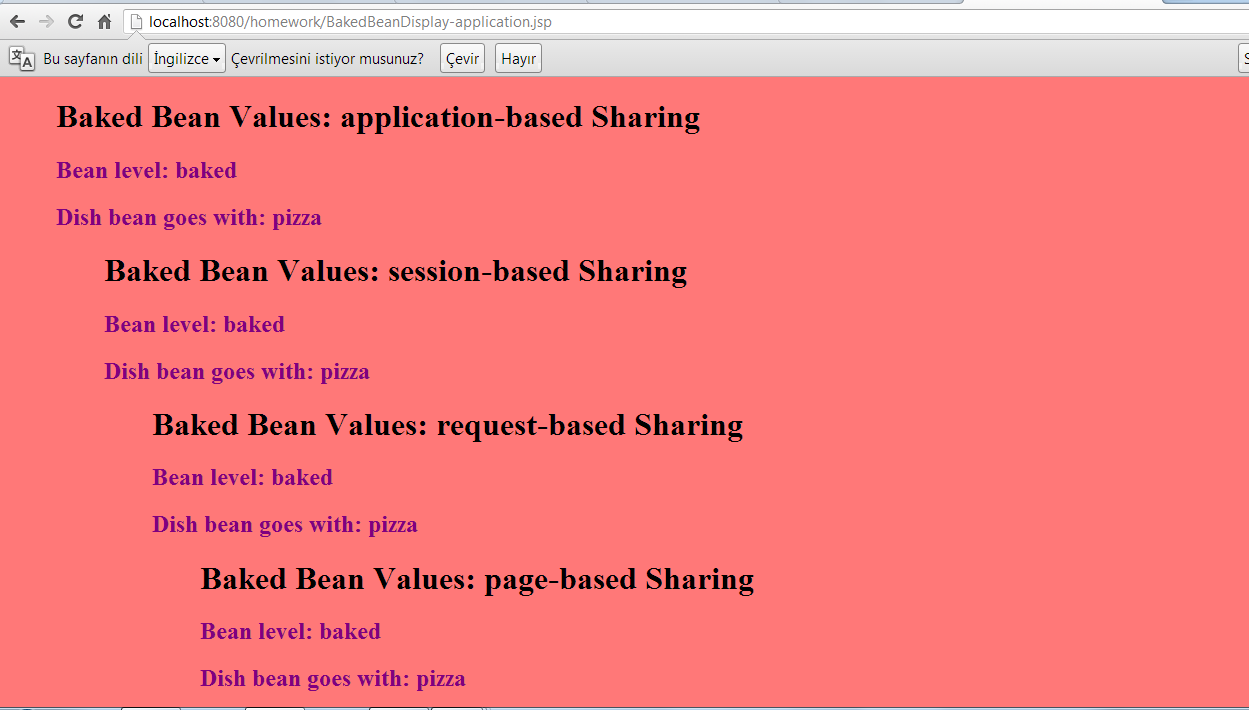 localhost:8080/homework/BakedBeanDisplay-application.jsp
Bu sayfanın dili İngilizce Çevrilmesini istiyor musunuz? Çevir Hayır
Baked Bean Values: application-based Sharing
Bean level: baked
Dish bean goes with: pizza
Baked Bean Values: session-based Sharing
Bean level: baked
Dish bean goes with: pizza
Baked Bean Values: request-based Sharing
Bean level: baked
Dish bean goes with: pizza
Baked Bean Values: page-based Sharing
Bean level: baked
Dish bean goes with: pizza